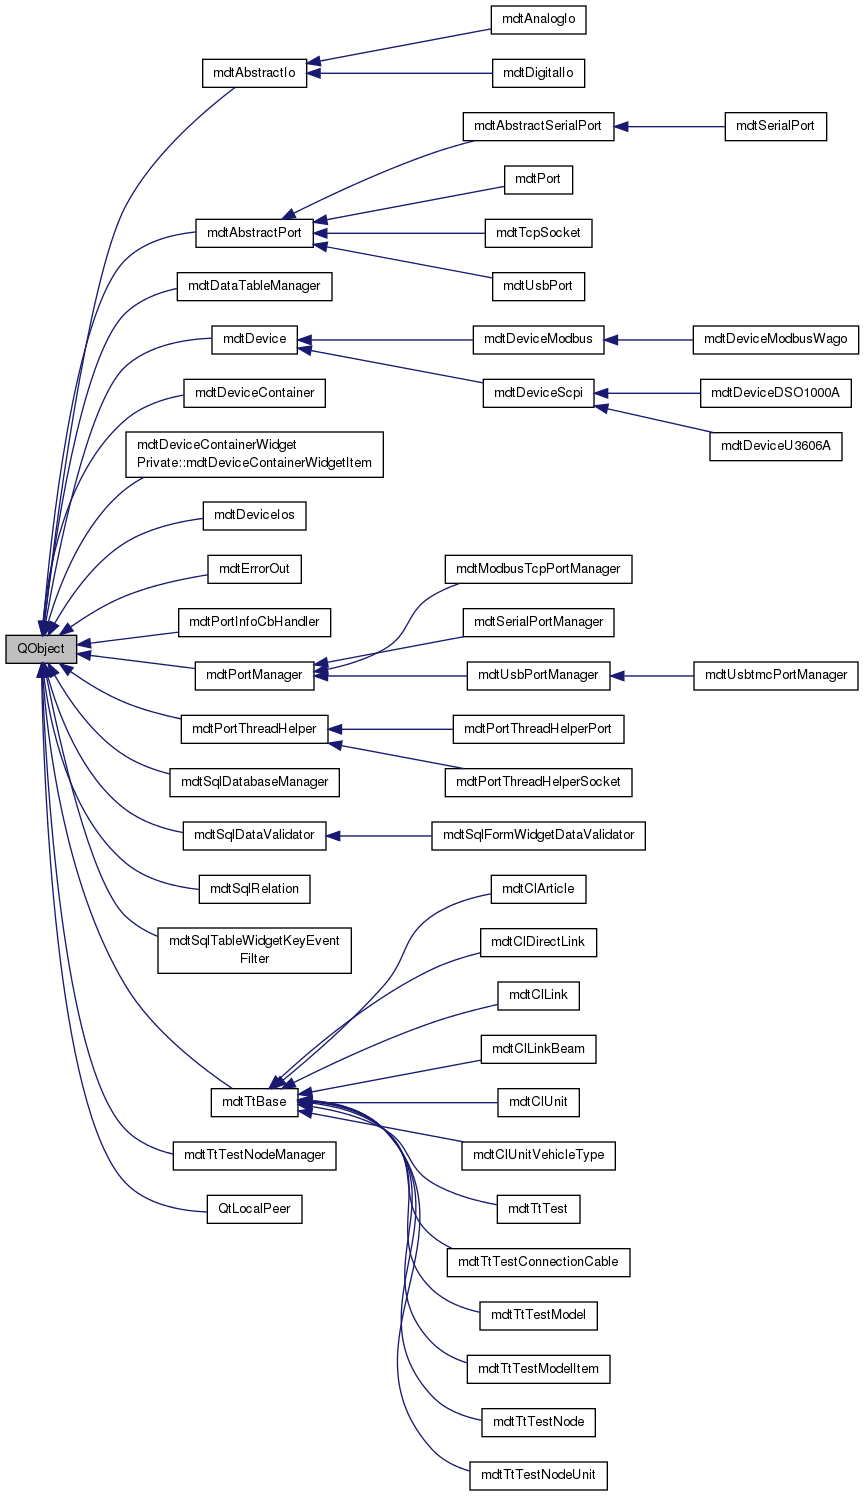 mdtAnalogIo
mdtAbstractIo
mdtDigitalIo
mdtAbstractSerialPort
mdtSerialPort
mdtPort
mdtAbstractPort
mdtTcpSocket
mdtUsbPort
mdtDataTableManager
mdtDevice
mdtDeviceModbus
mdtDeviceModbusWago
mdtDeviceContainer
mdtDeviceScpi
mdtDeviceDSO1000A
mdtDeviceU3606A
mdtDeviceContainerWidget
Private::mdtDeviceContainerWidgetItem
mdtDeviceIos
mdtErrorOut
mdtModbusTcpPortManager
mdtPortInfoCbHandler
mdtSerialPortManager
QObject
mdtPortManager
mdtUsbPortManager
mdtUsbtmcPortManager
mdtPortThreadHelper
mdtPortThreadHelperPort
mdtSqlDatabaseManager
mdtPortThreadHelperSocket
mdtSqlDataValidator
mdtSqlFormWidgetDataValidator
mdtSqlRelation
mdtClArticle
mdtSqlTableWidgetKeyEvent
Filter
mdtClDirectLink
mdtClLink
mdtClLinkBeam
mdtTtBase
mdtClUnit
mdtTtTestNodeManager
mdtClUnitVehicleType
QtLocalPeer
mdtTtTest
mdtTtTestConnectionCable
mdtTtTestModel
mdtTtTestModelItem
mdtTtTestNode
mdtTtTestNodeUnit